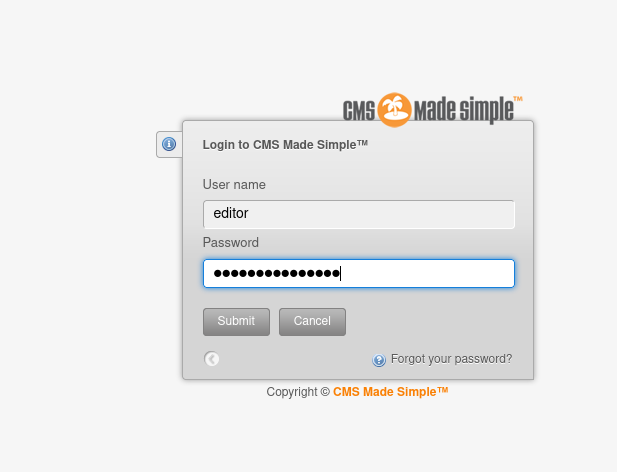 CMS Made simple™
Login to CMS Made Simple™
User name
editor
Password
●●●●●●●●●●●●●●●
Submit Cancel
Forgot your password?
Copyright © CMS Made Simple™